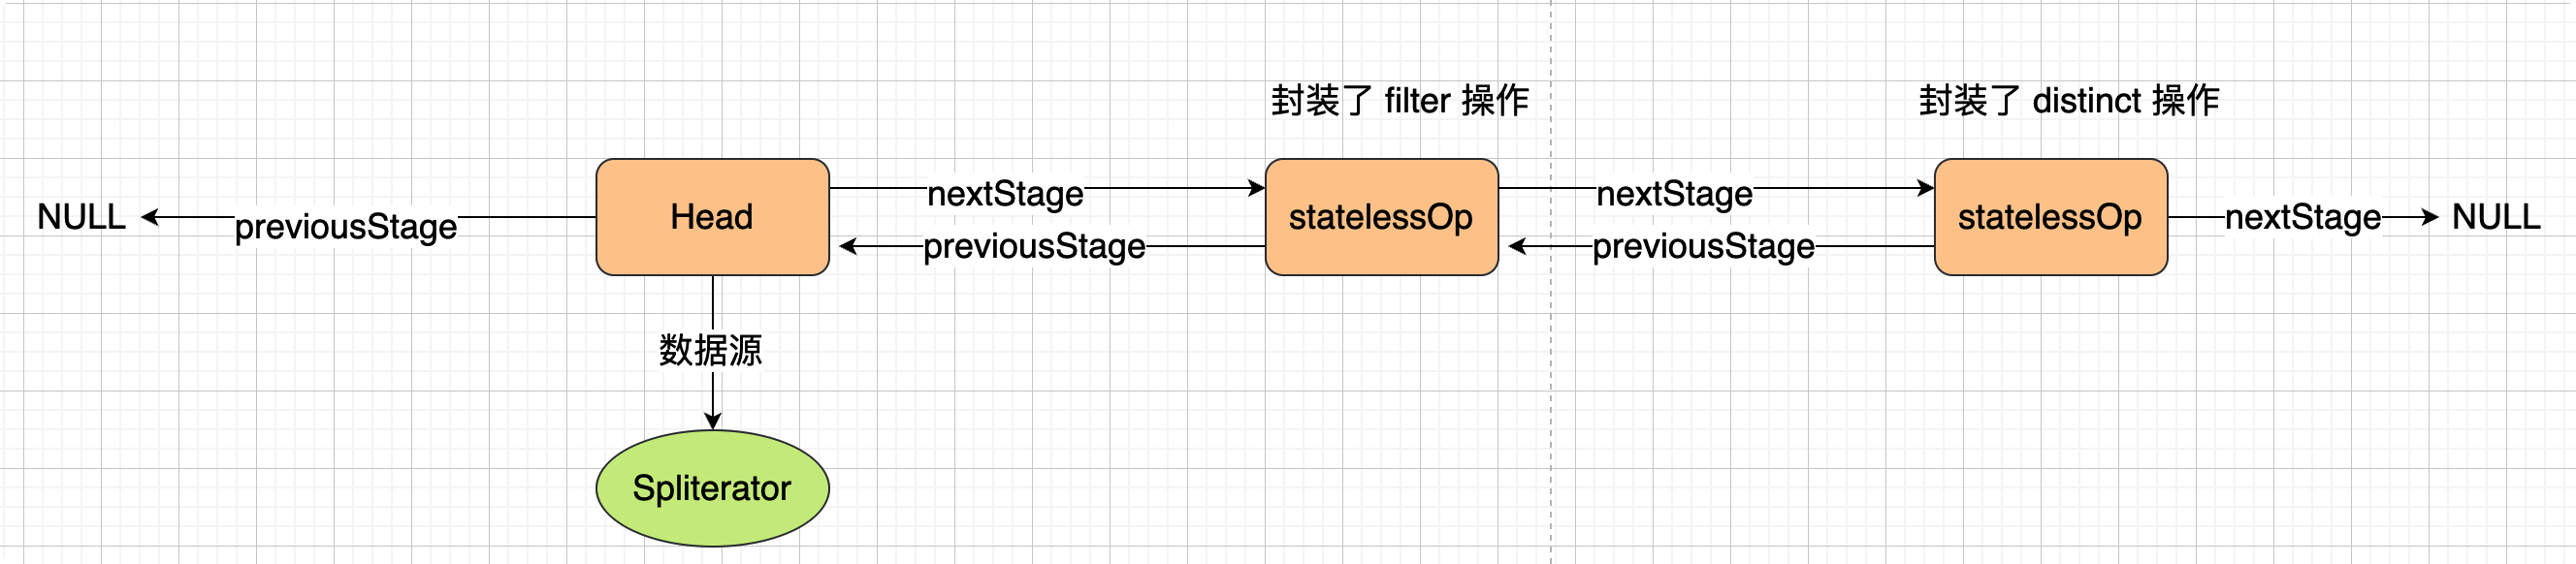 封装了 filter 操作
封装了 distinct 操作
NULL
previousStage
Head
nextStage
previousStage
statelessOp
nextStage
previousStage
statelessOp
nextStage
NULL
数据源
Spliterator